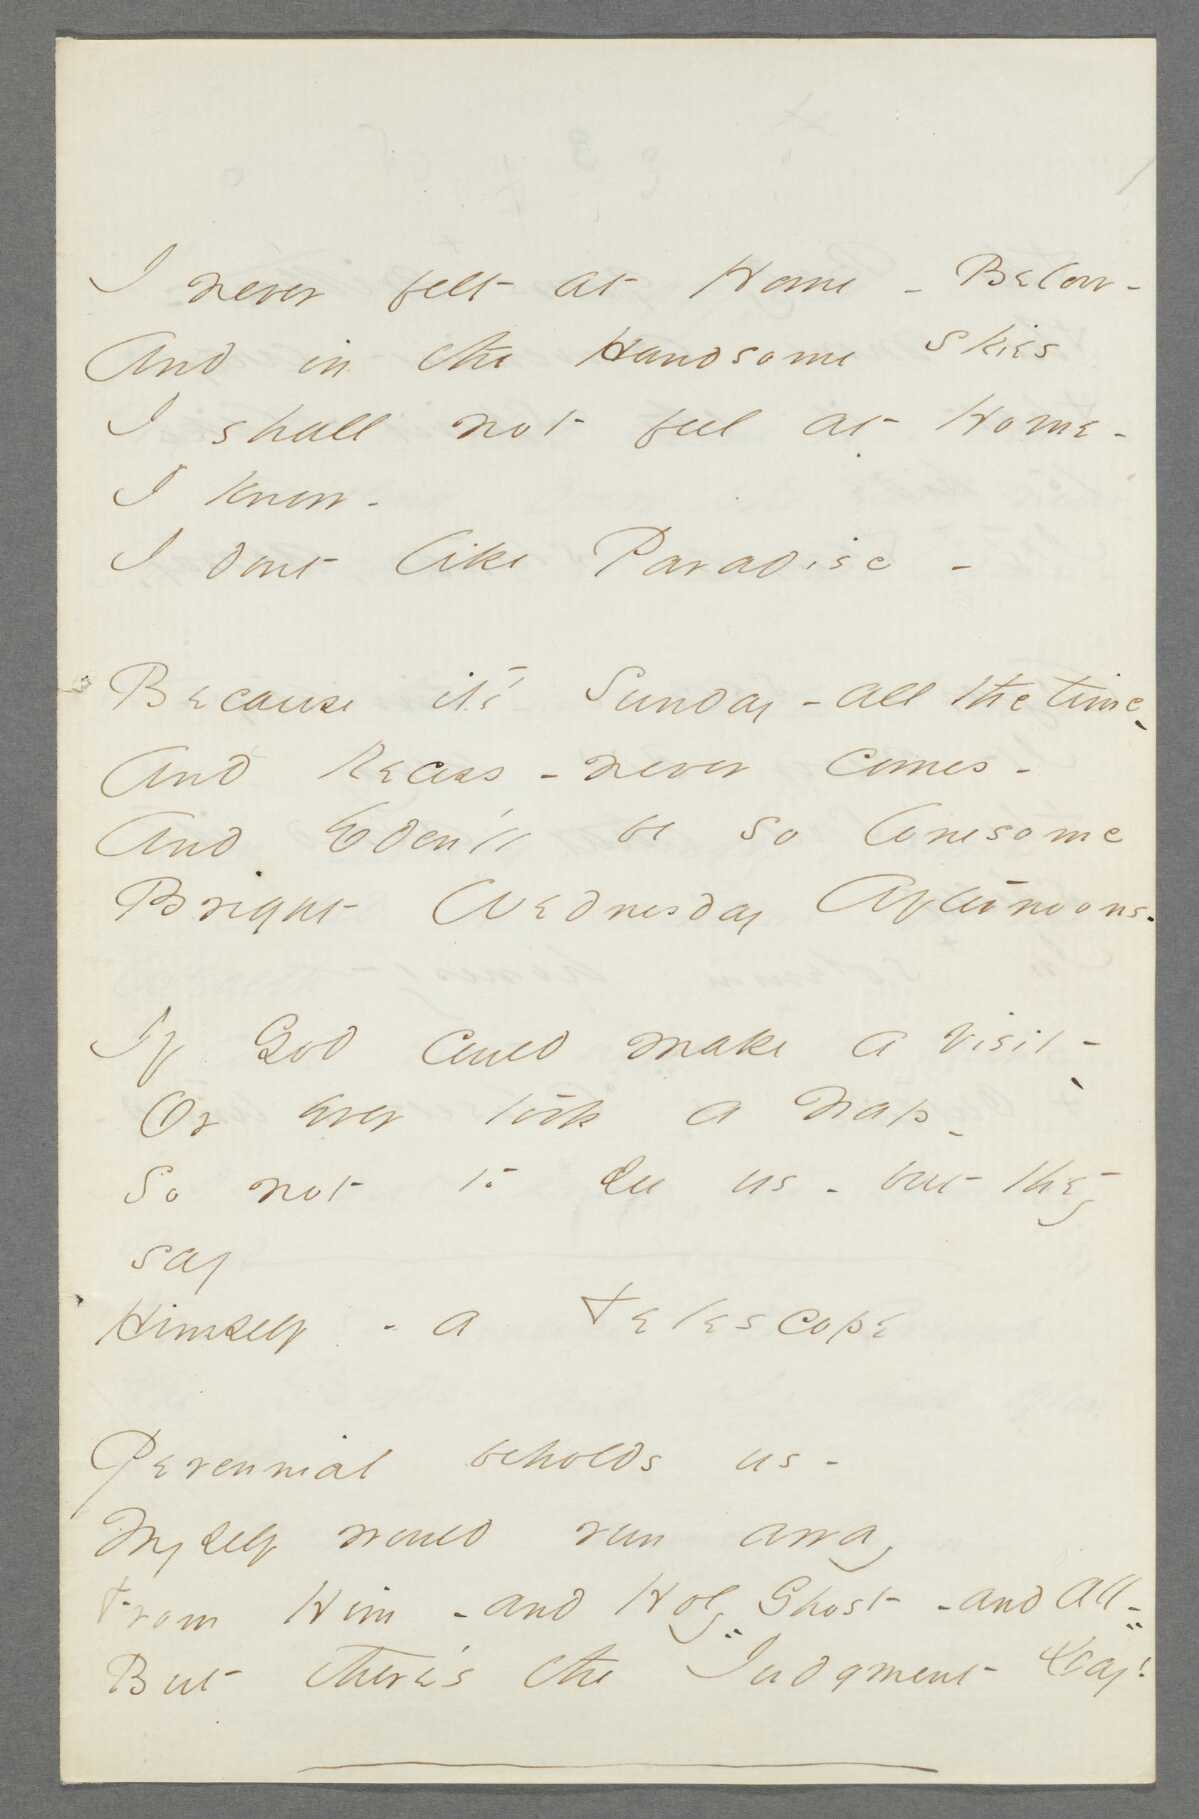 I never felt at Home - Below -
And in the Handsome Skies
I shall not feel at Home -
I know -
I dont like Paradise -
Because it's Sunday - all the time
And Recess - never comes -
And Eden'll be so lonesome
Bright Wednesday Afternoons.
If God could make a visit -
Or ever took a Nap -
So not to see us - but they
say
Himself - a Telescope
Perennial beholds us -
Myself would run away
From Him - and Holy Ghost - and all -
But there's the "Judgment Day"!